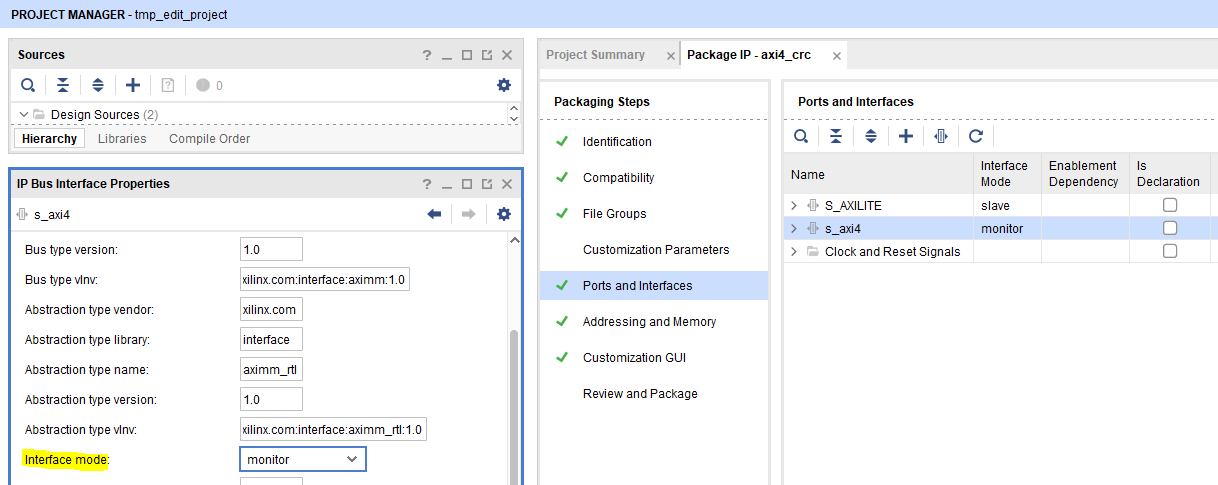 PROJECT MANAGER - tmp_edit_project
Sources
? _
0
Design Sources (2)
Hierarchy Libraries Compile Order
IP Bus Interface Properties
? _
s_axi4
Bus type version: 1.0
Bus type vlnv: xilinx.com:interface:aximm:1.0
Abstraction type vendor: xilinx.com
Abstraction type library: interface
Abstraction type name: aximm_rtl
Abstraction type version: 1.0
Abstraction type vlnv: xilinx.com:interface:aximm_rtl:1.0
Interface mode: monitor
Project Summary
Package IP - axi4_crc
Packaging Steps
Identification
Compatibility
File Groups
Customization Parameters
Ports and Interfaces
Addressing and Memory
Customization GUI
Review and Package
Ports and Interfaces
Name Interface Mode Enablement Dependency Is Declaration
S_AXILITE slave
s_axi4 monitor
Clock and Reset Signals